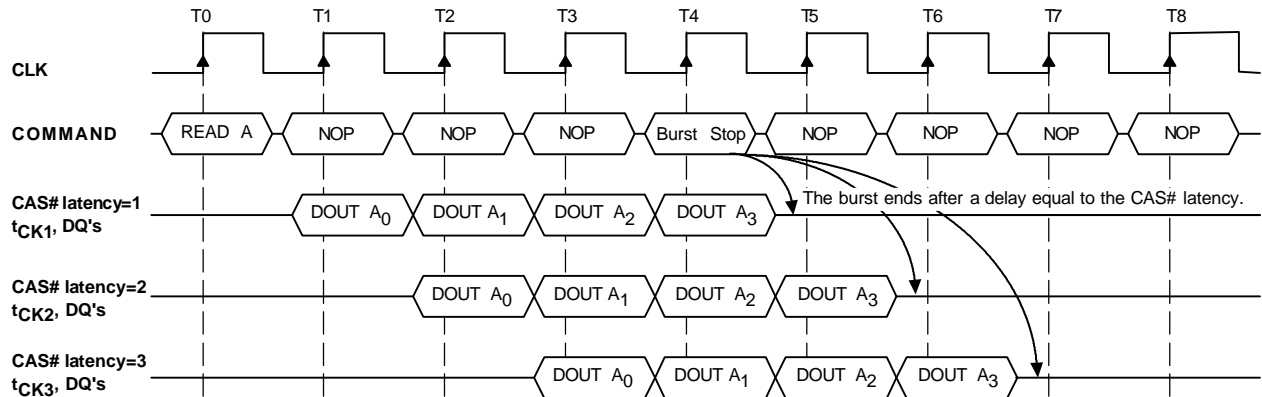 T0 T1 T2 T3 T4 T5 T6 T7 T8
CLK
COMMAND READ A NOP NOP NOP Burst Stop NOP NOP NOP NOP
The burst ends after a delay equal to the CAS# latency.
CAS# latency=1
tCK1, DQ's DOUT A0 DOUT A1 DOUT A2 DOUT A3
CAS# latency=2
tCK2, DQ's DOUT A0 DOUT A1 DOUT A2 DOUT A3
CAS# latency=3
tCK3, DQ's DOUT A0 DOUT A1 DOUT A2 DOUT A3